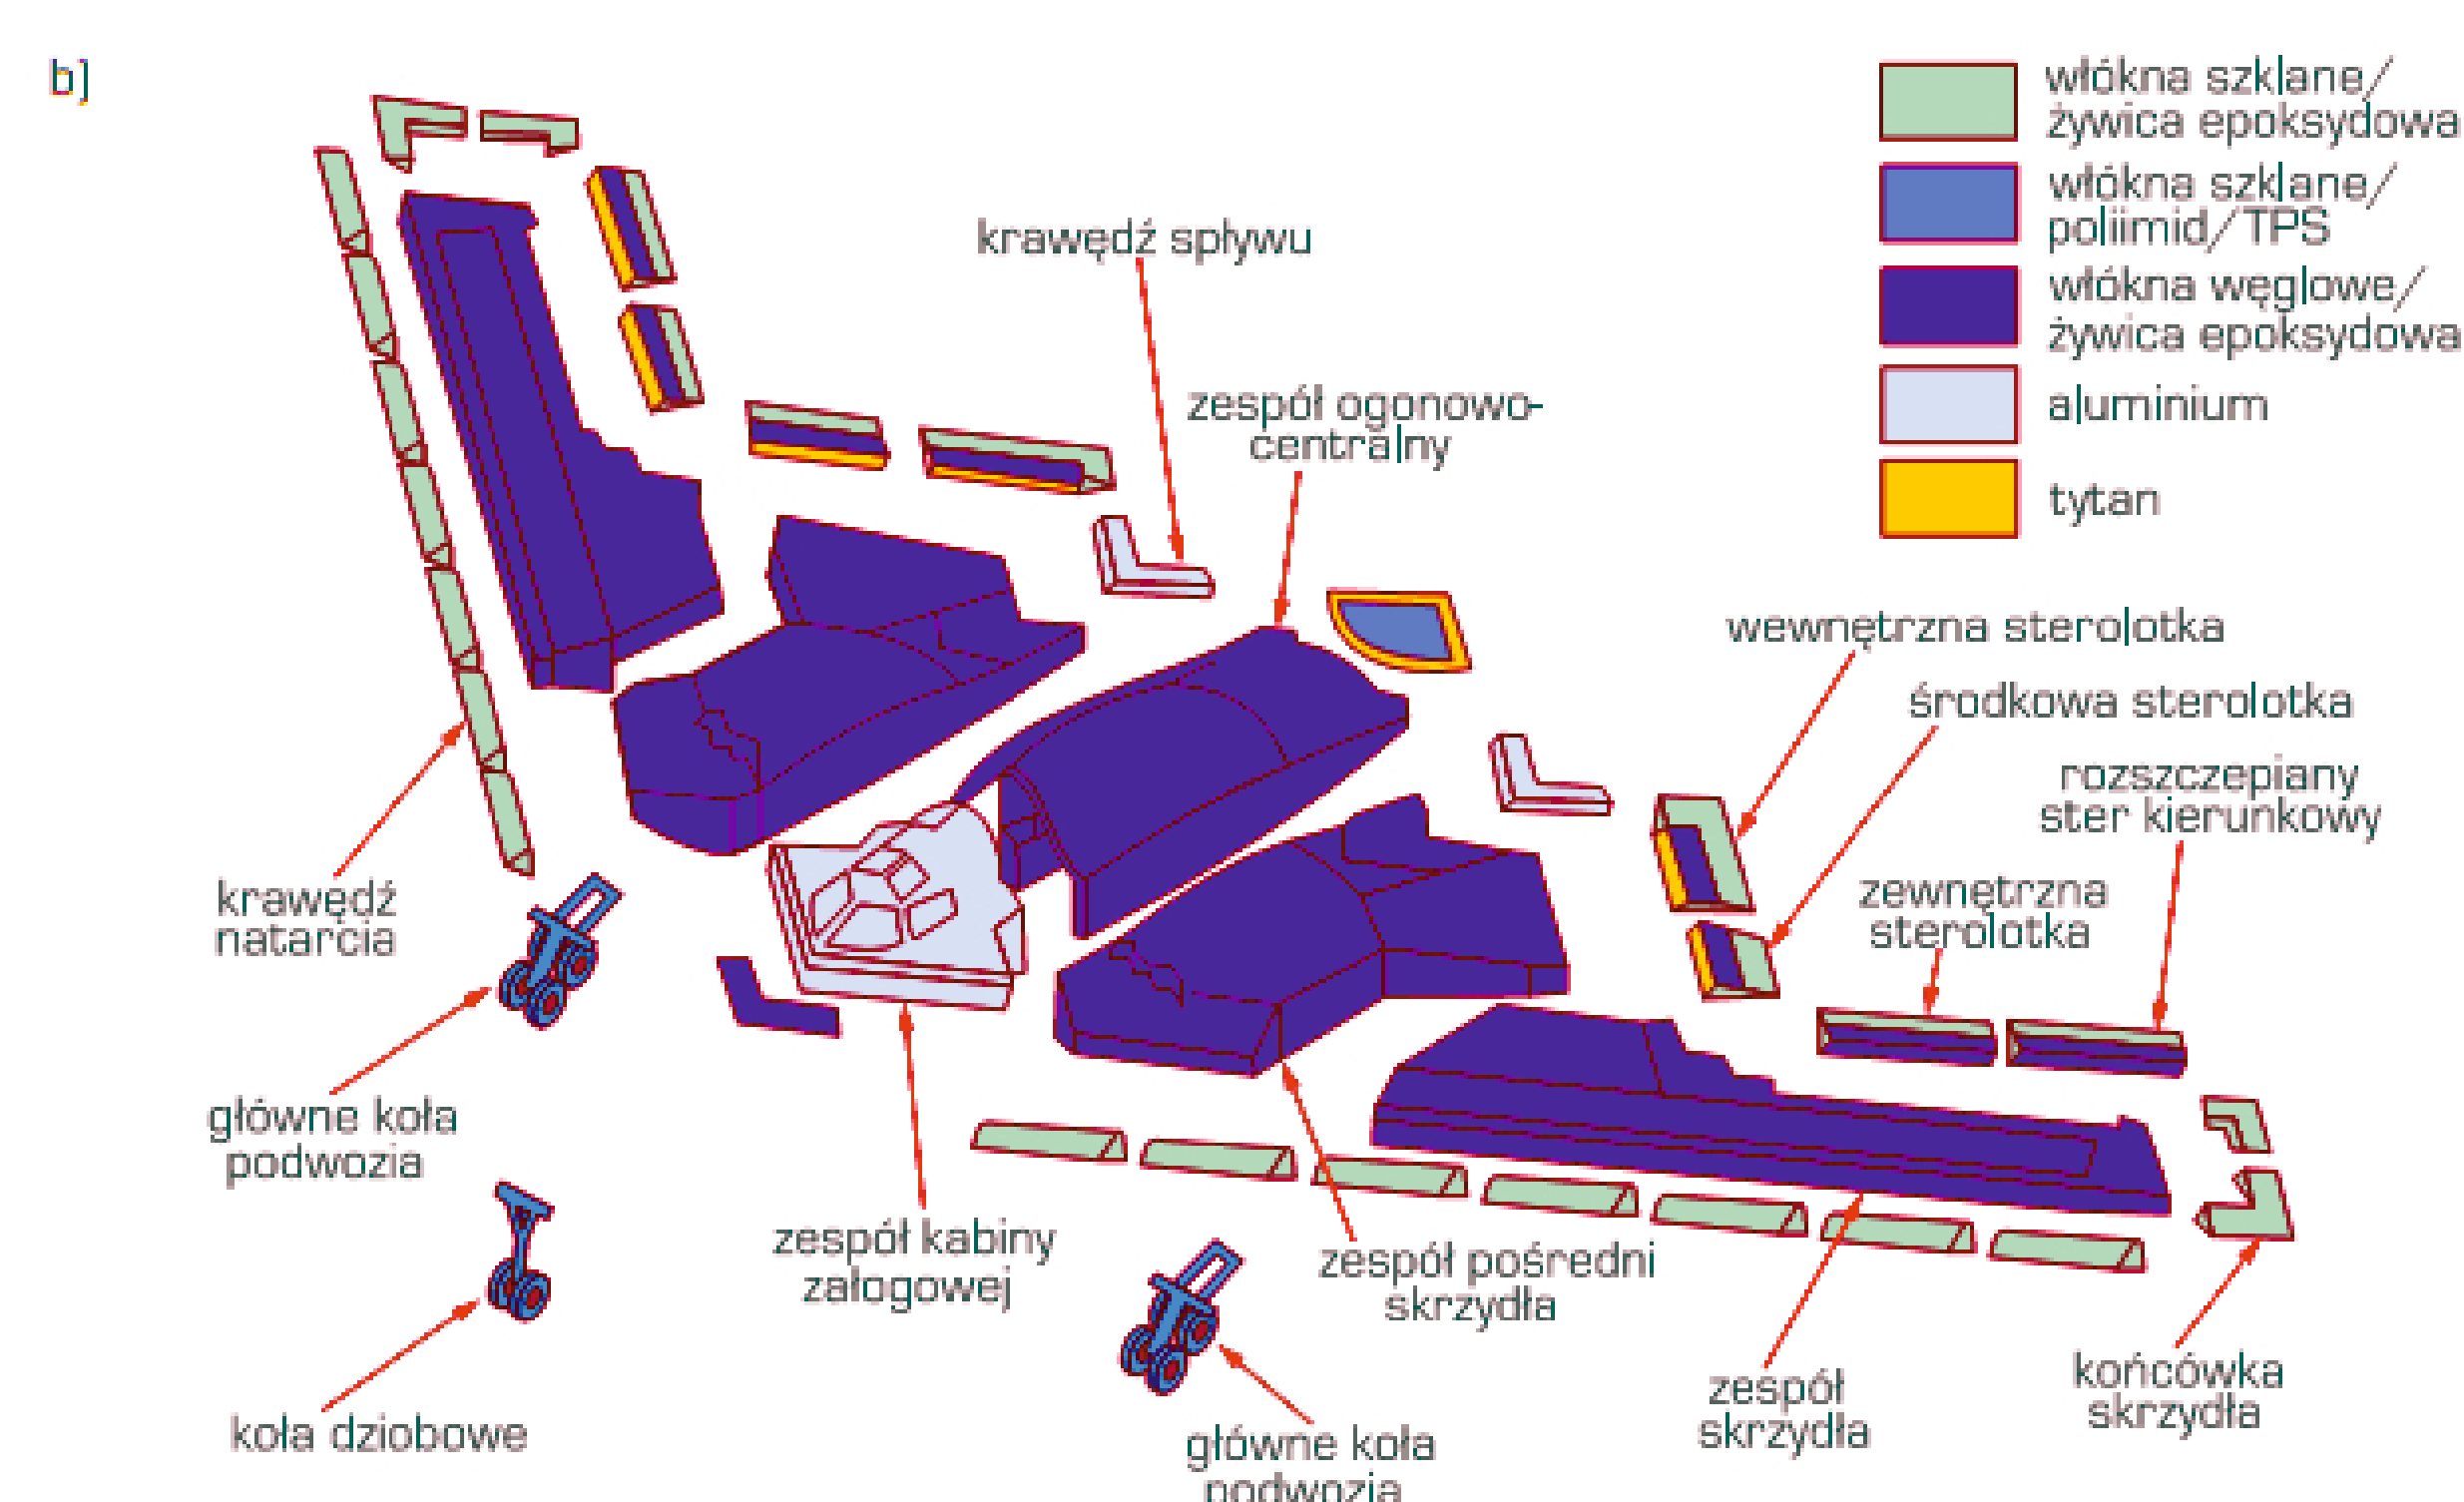 b)
włókna szklane/
żywica epoksydowa
włókna szklane/
poliimid/TPS
włókna węglowe/
żywica epoksydowa
aluminium
tytan
krawędź spływu
zespół ogonowo-
centralny
wewnętrzna sterolotka
środkowa sterolotka
rozszczepiany
ster kierunkowy
zewnętrzna
sterolotka
krawędź
natarcia
główne koła
podwozia
koła dziobowe
zespół kabiny
załogowej
zespół pośredni
skrzydła
główne koła
podwozia
zespół
skrzydła
końcówka
skrzydła